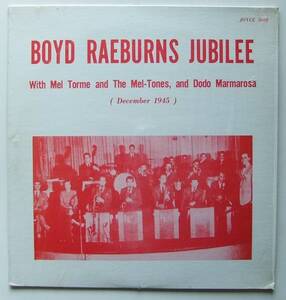 BOYD RAEBURNS JUBILEE
With Mel Torme and The Mel-Tones, and Dodo Marmarosa
( December 1945 )